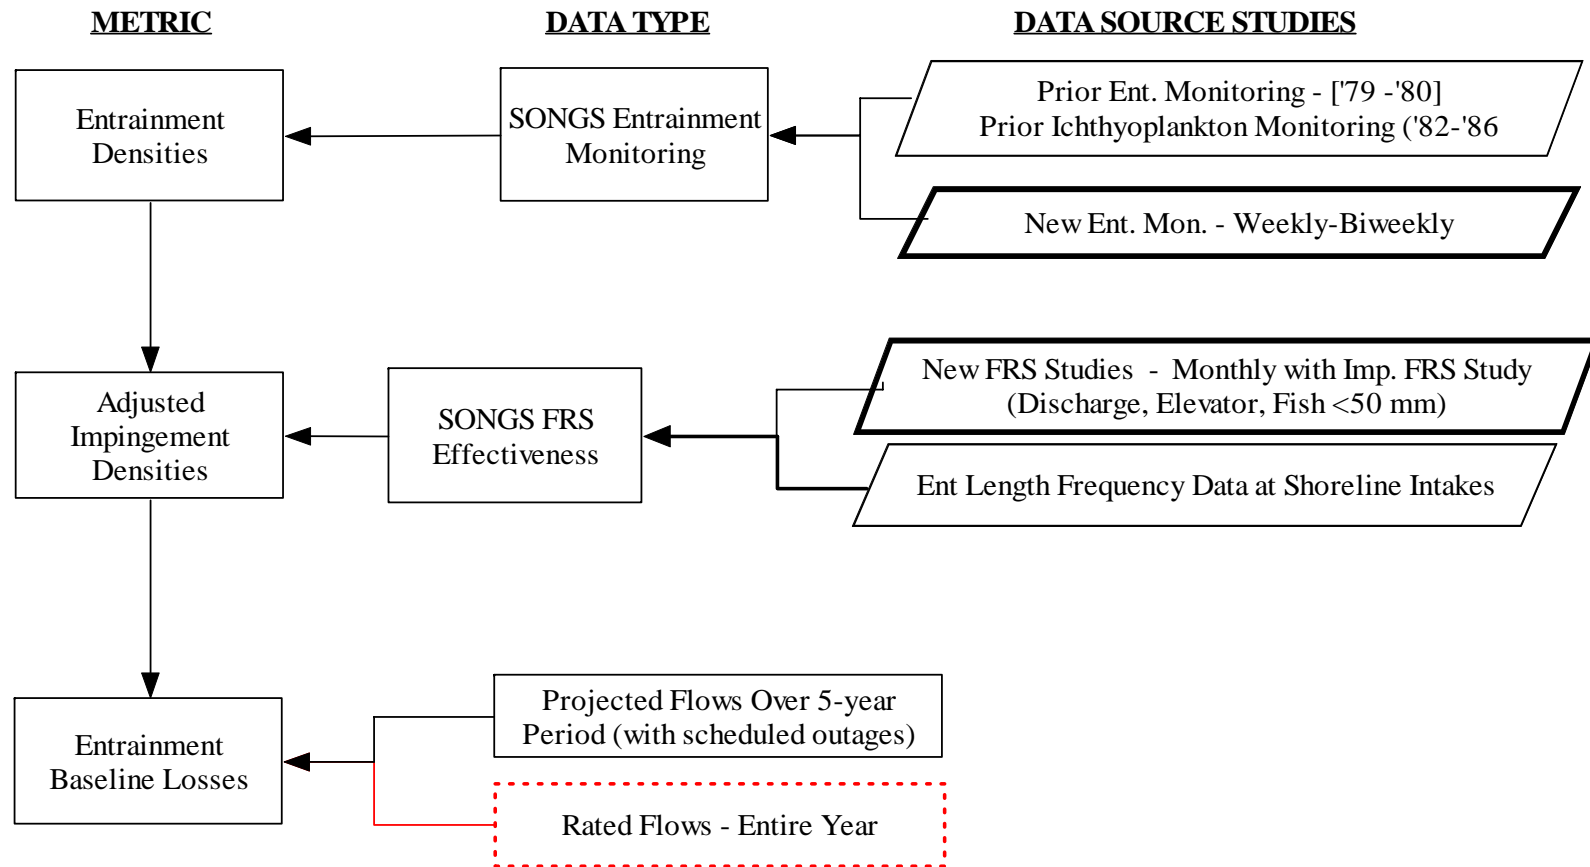 METRIC
DATA TYPE
DATA SOURCE STUDIES
Entrainment
Densities
SONGS Entrainment
Monitoring
Prior Ent. Monitoring - ['79 -'80]
Prior Ichthyoplankton Monitoring ('82-'86
New Ent. Mon. - Weekly-Biweekly
Adjusted
Impingement
Densities
SONGS FRS
Effectiveness
New FRS Studies - Monthly with Imp. FRS Study
(Discharge, Elevator, Fish <50 mm)
Ent Length Frequency Data at Shoreline Intakes
Entrainment
Baseline Losses
Projected Flows Over 5-year
Period (with scheduled outages)
Rated Flows - Entire Year